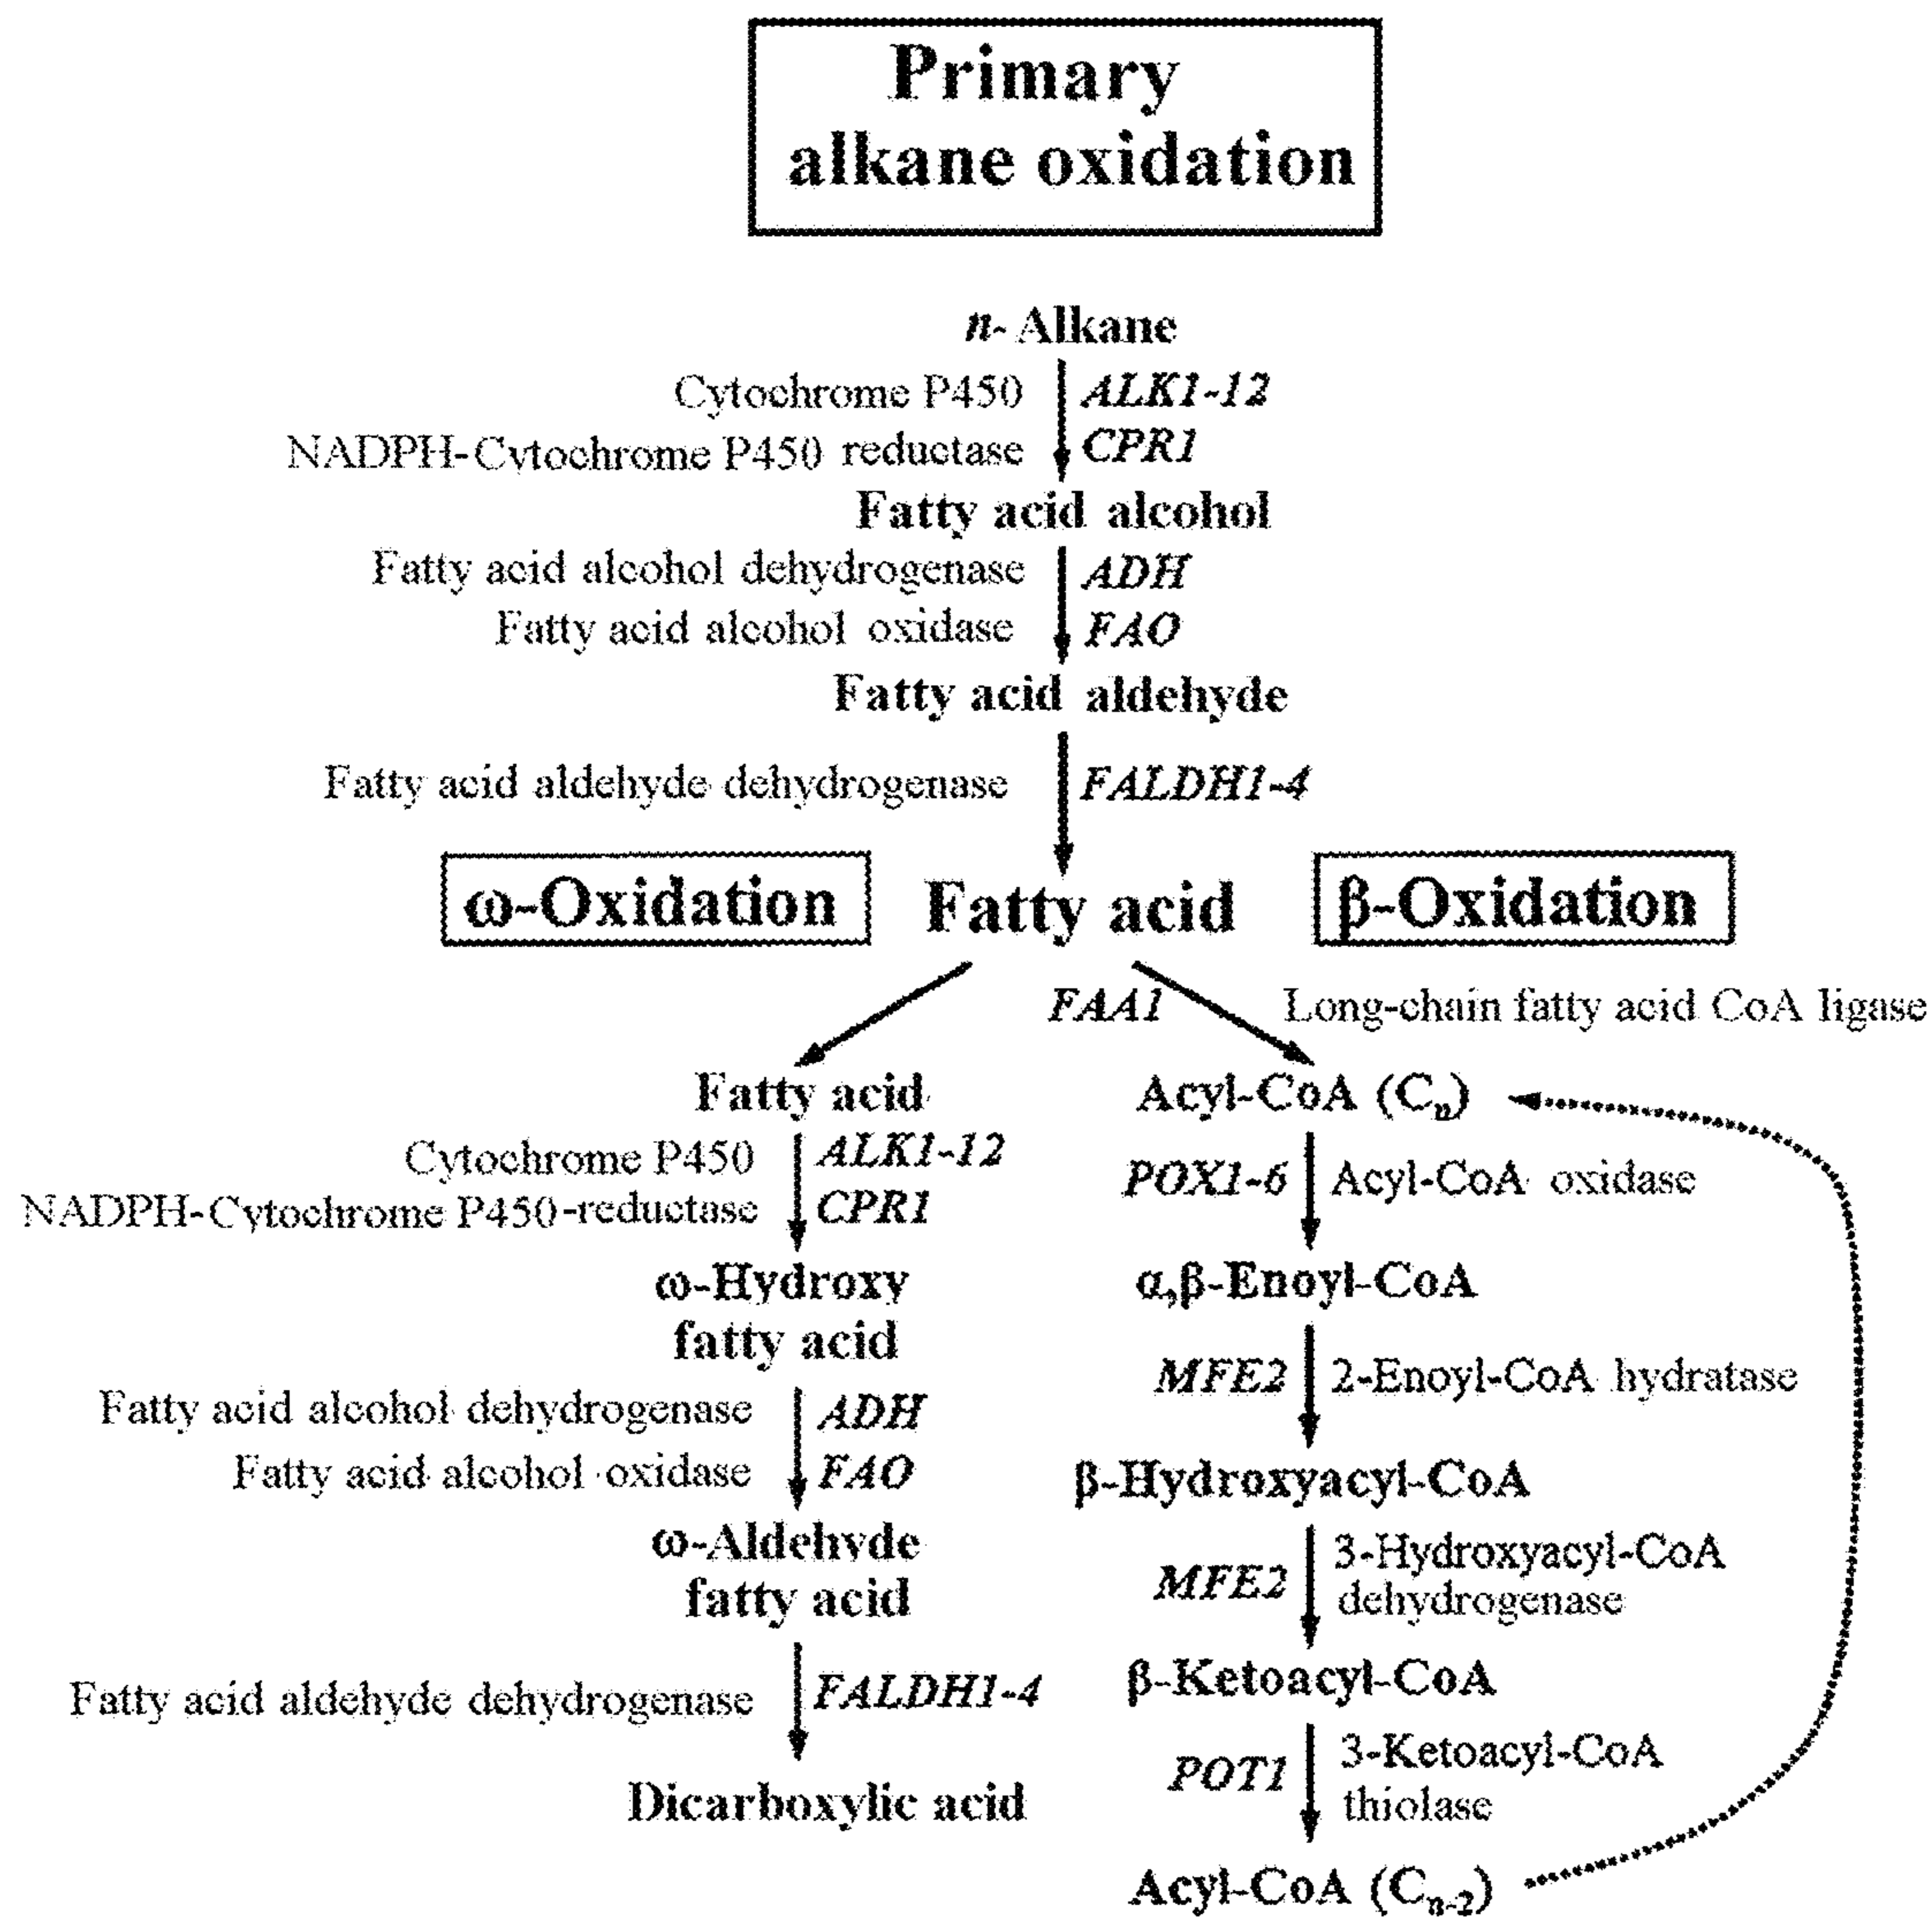 Primary
alkane oxidation
n- Alkane
Cytochrome P450 ALK1-12
NADPH-Cytochrome P450 reductase CPR1
Fatty acid alcohol
Fatty acid alcohol dehydrogenase ADH
Fatty acid alcohol oxidase FAO
Fatty acid aldehyde
Fatty acid aldehyde dehydrogenase FALDH1-4
ω-Oxidation Fatty acid β-Oxidation
FAA1 Long-chain fatty acid CoA ligase
Fatty acid
Cytochrome P450 ALK1-12
NADPH-Cytochrome P450-reductase CPR1
ω-Hydroxy
fatty acid
Fatty acid alcohol dehydrogenase ADH
Fatty acid alcohol oxidase FAO
ω-Aldehyde
fatty acid
Fatty acid aldehyde dehydrogenase FALDH1-4
Dicarboxylic acid
Acyl-CoA (Cn)
POX1-6 Acyl-CoA oxidase
α,β-Enoyl-CoA
MFE2 2-Enoyl-CoA hydratase
β-Hydroxyacyl-CoA
MFE2 3-Hydroxyacyl-CoA
dehydrogenase
β-Ketoacyl-CoA
POT1 3-Ketoacyl-CoA
thiolase
Acyl-CoA (Cn-2)